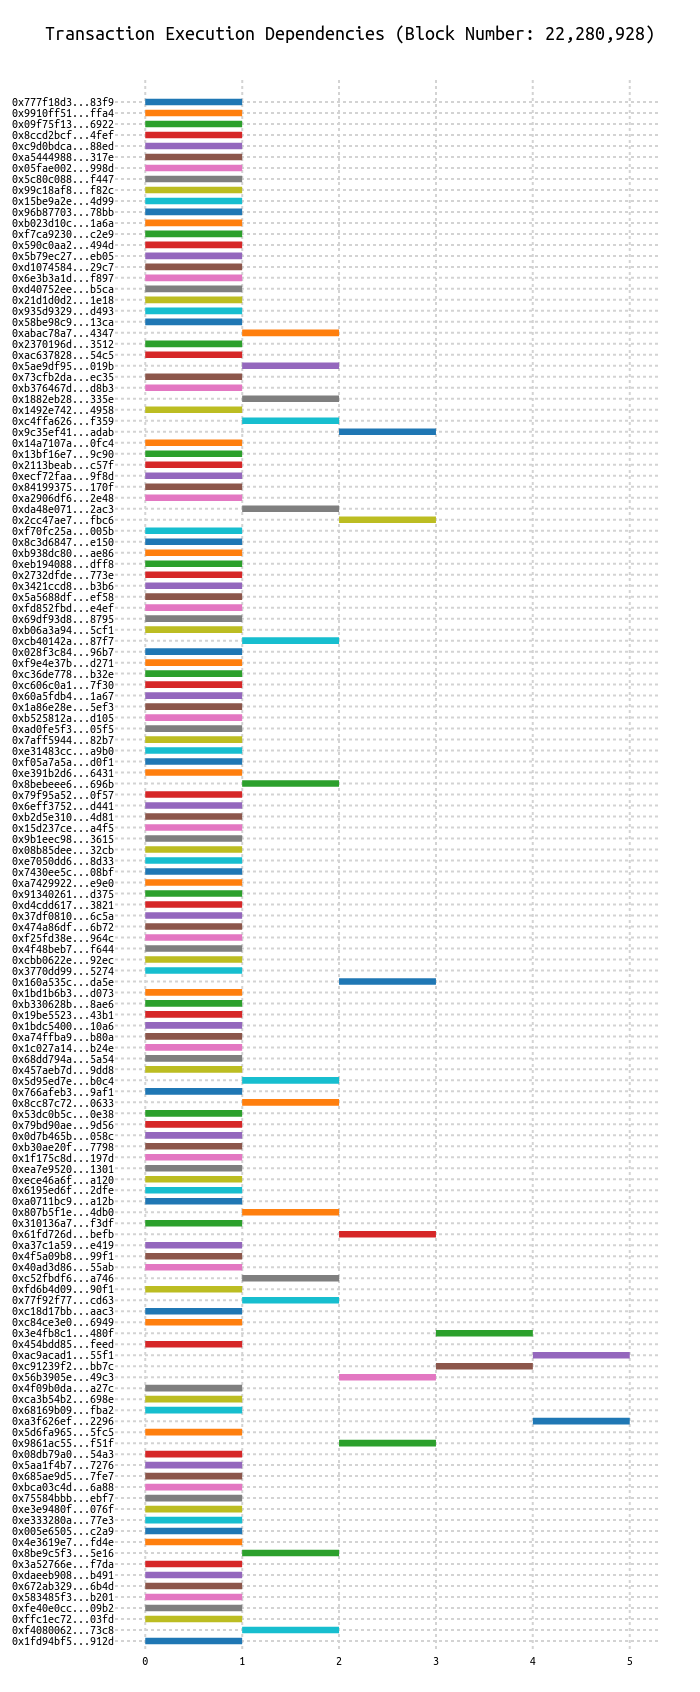 Transaction Execution Dependencies (Block Number: 22,280,928)
0x777f18d3...83f9
0x9910ff51...ffa4
0x09f75f13...6922
0x8ccd2bcf...4fef
0xc9d0bdca...88ed
0xa5444988...317e
0x05fae002...998d
0x5c80c088...f447
0x99c18af8...f82c
0x15be9a2e...4d99
0x96b87703...78bb
0xb023d10c...1a6a
0xf7ca9230...c2e9
0x590c0aa2...494d
0x5b79ec27...eb05
0xd1074584...29c7
0x6e3b3a1d...f897
0xd40752ee...b5ca
0x21d1d0d2...1e18
0x935d9329...d493
0x58be98c9...13ca
0xabac78a7...4347
0x2370196d...3512
0xac637828...54c5
0x5ae9df95...019b
0x73cfb2da...ec35
0xb376467d...d8b3
0x1882eb28...335e
0x1492e742...4958
0xc4ffa626...f359
0x9c35ef41...adab
0x14a7107a...0fc4
0x13bf16e7...9c90
0x2113beab...c57f
0xecf72faa...9f8d
0x84199375...170f
0xa2906df6...2e48
0xda48e071...2ac3
0x2cc47ae7...fbc6
0xf70fc25a...005b
0x8c3d6847...e150
0xb938dc80...ae86
0xeb194088...dff8
0x2732dfde...773e
0x3421ccd8...b3b6
0x5a5688df...ef58
0xfd852fbd...e4ef
0x69df93d8...8795
0xb06a3a94...5cf1
0xcb40142a...87f7
0x028f3c84...96b7
0xf9e4e37b...d271
0xc36de778...b32e
0xc606c0a1...7f30
0x60a5fdb4...1a67
0x1a86e28e...5ef3
0xb525812a...d105
0xad0fe5f3...05f5
0x7aff5944...82b7
0xe31483cc...a9b0
0xf05a7a5a...d0f1
0xe391b2d6...6431
0x8bebeee6...696b
0x79f95a52...0f57
0x6eff3752...d441
0xb2d5e310...4d81
0x15d237ce...a4f5
0x9b1eec98...3615
0x08b85dee...32cb
0xe7050dd6...8d33
0x7430ee5c...08bf
0xa7429922...e9e0
0x91340261...d375
0xd4cdd617...3821
0x37df0810...6c5a
0x474a86df...6b72
0xf25fd38e...964c
0x4f48beb7...f644
0xcbb0622e...92ec
0x3770dd99...5274
0x160a535c...da5e
0x1bd1b6b3...d073
0xb330628b...8ae6
0x19be5523...43b1
0x1bdc5400...10a6
0xa74ffba9...b80a
0x1c027a14...b24e
0x68dd794a...5a54
0x457aeb7d...9dd8
0x5d95ed7e...b0c4
0x766afeb3...9af1
0x8cc87c72...0633
0x53dc0b5c...0e38
0x79bd90ae...9d56
0x0d7b465b...058c
0xb30ae20f...7798
0x1f175c8d...197d
0xea7e9520...1301
0xece46a6f...a120
0x6195ed6f...2dfe
0xa0711bc9...a12b
0x807b5f1e...4db0
0x310136a7...f3df
0x61fd726d...befb
0xa37c1a59...e419
0x4f5a09b8...99f1
0x40ad3d86...55ab
0xc52fbdf6...a746
0xfd6b4d09...90f1
0x77f92f77...cd63
0xc18d17bb...aac3
0xc84ce3e0...6949
0x3e4fb8c1...480f
0x454bdd85...feed
0xac9acad1...55f1
0xc91239f2...bb7c
0x56b3905e...49c3
0x4f09b0da...a27c
0xca3b54b2...698e
0x68169b09...fba2
0xa3f626ef...2296
0x5d6fa965...5fc5
0x9861ac55...f51f
0x08db79a0...54a3
0x5aa1f4b7...7276
0x685ae9d5...7fe7
0xbca03c4d...6a88
0x75584bbb...ebf7
0xe3e9480f...076f
0xe333280a...77e3
0x005e6505...c2a9
0x4e3619e7...fd4e
0x8be9c5f3...5e16
0x3a52766e...f7da
0xdaeeb908...b491
0x672ab329...6b4d
0x583485f3...b201
0xfe40e0cc...09b2
0xffc1ec72...03fd
0xf4080062...73c8
0x1fd94bf5...912d
0 1 2 3 4 5